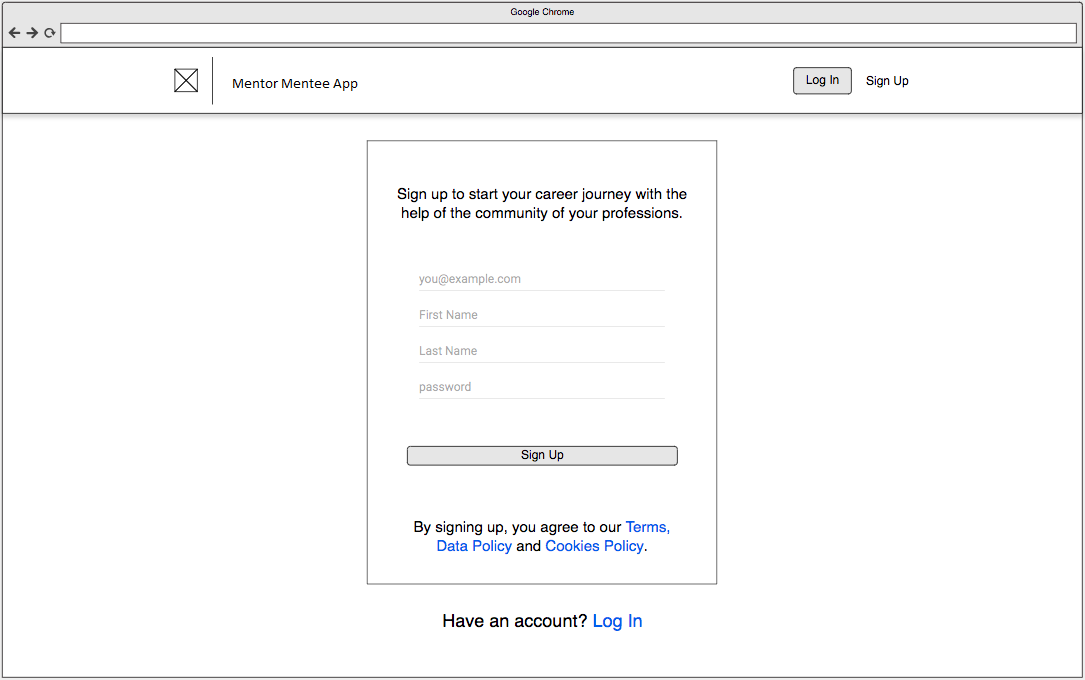 Google Chrome
Mentor Mentee App
Log In
Sign Up
Sign up to start your career journey with the
help of the community of your professions.
you@example.com
First Name
Last Name
password
Sign Up
By signing up, you agree to our Terms,
Data Policy and Cookies Policy.
Have an account? Log In